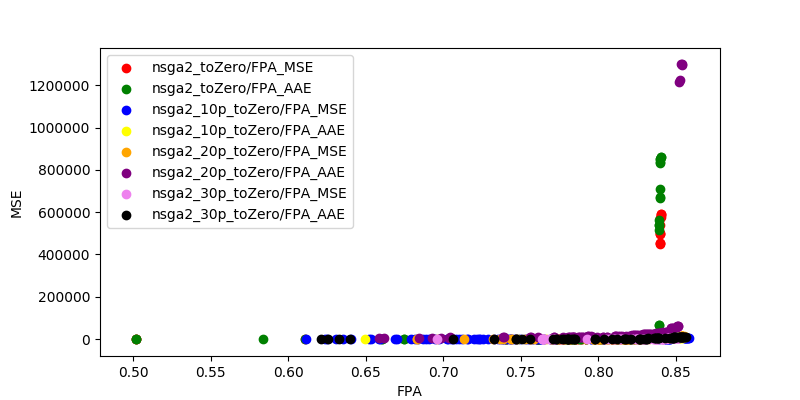 nsga2_toZero/FPA_MSE
nsga2_toZero/FPA_AAE
nsga2_10p_toZero/FPA_MSE
nsga2_10p_toZero/FPA_AAE
nsga2_20p_toZero/FPA_MSE
nsga2_20p_toZero/FPA_AAE
nsga2_30p_toZero/FPA_MSE
nsga2_30p_toZero/FPA_AAE
1200000
1000000
800000
600000
400000
200000
0
MSE
0.50 0.55 0.60 0.65 0.70 0.75 0.80 0.85
FPA